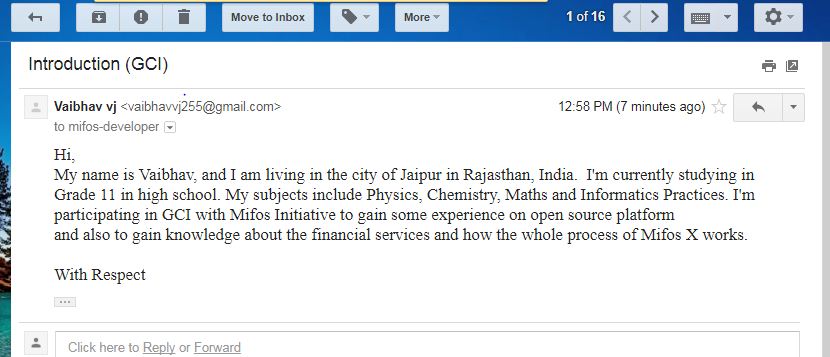 Move to Inbox More 1 of 16
Introduction (GCI)
Vaibhav vj <vaibhavvj255@gmail.com> 12:58 PM (7 minutes ago)
to mifos-developer
Hi,
My name is Vaibhav, and I am living in the city of Jaipur in Rajasthan, India.  I'm currently studying in
Grade 11 in high school. My subjects include Physics, Chemistry, Maths and Informatics Practices. I'm
participating in GCI with Mifos Initiative to gain some experience on open source platform
and also to gain knowledge about the financial services and how the whole process of Mifos X works.
With Respect
...
Click here to Reply or Forward